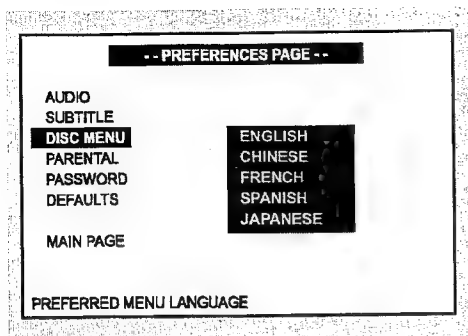 -- PREFERENCES PAGE --
AUDIO
SUBTITLE
DISC MENU
PARENTAL
PASSWORD
DEFAULTS
MAIN PAGE
ENGLISH
CHINESE
FRENCH
SPANISH
JAPANESE
PREFERRED MENU LANGUAGE